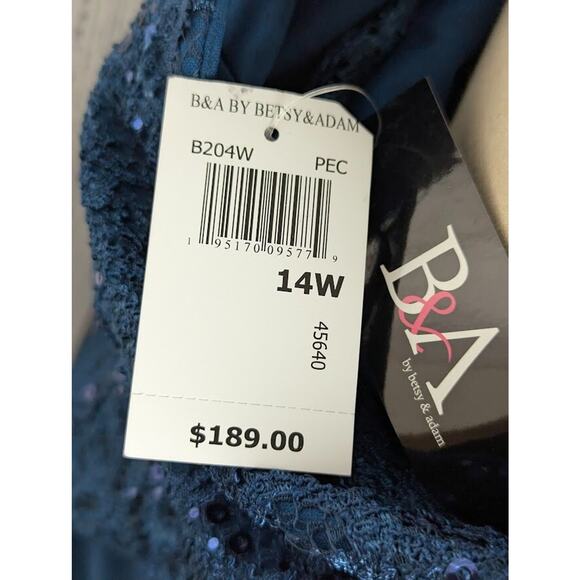 B&A BY BETSY&ADAM
B204W PEC
1 95170 09577 9
14W
45640
$189.00
B&A
by betsy & adam